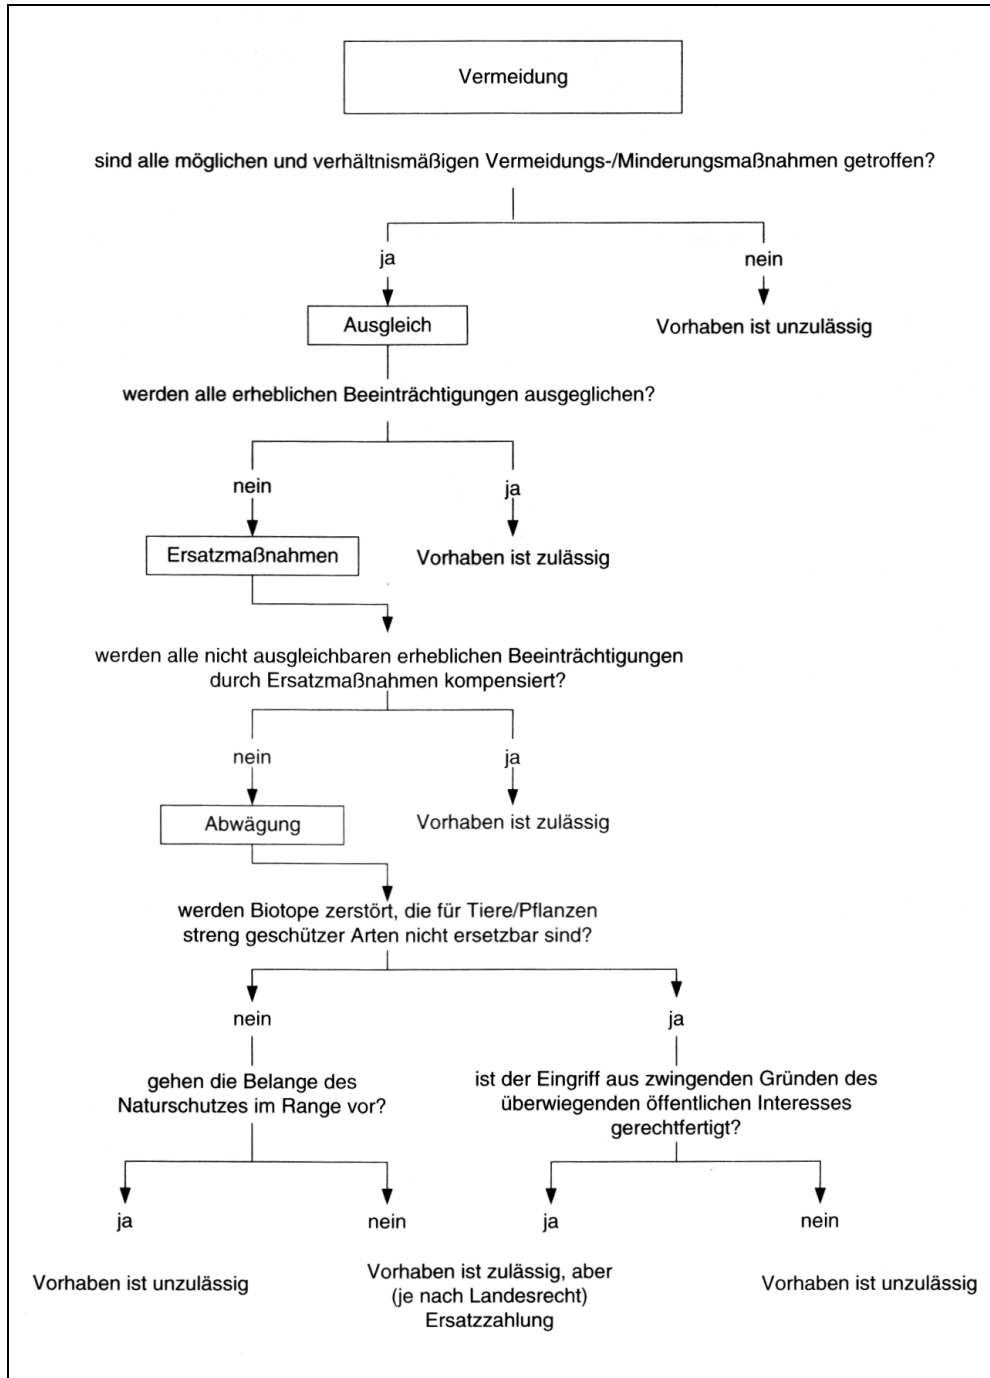 Vermeidung
sind alle möglichen und verhältnismäßigen Vermeidungs-/Minderungsmaßnahmen getroffen?
ja
nein
Ausgleich
Vorhaben ist unzulässig
werden alle erheblichen Beeinträchtigungen ausgeglichen?
nein
ja
Ersatzmaßnahmen
Vorhaben ist zulässig
werden alle nicht ausgleichbaren erheblichen Beeinträchtigungen
durch Ersatzmaßnahmen kompensiert?
nein
ja
Abwägung
Vorhaben ist zulässig
werden Biotope zerstört, die für Tiere/Pflanzen
streng geschützer Arten nicht ersetzbar sind?
nein
ja
gehen die Belange des
Naturschutzes im Range vor?
ist der Eingriff aus zwingenden Gründen des
überwiegenden öffentlichen Interesses
gerechtfertigt?
ja
nein
ja
nein
Vorhaben ist unzulässig
Vorhaben ist zulässig, aber
(je nach Landesrecht)
Ersatzzahlung
Vorhaben ist unzulässig